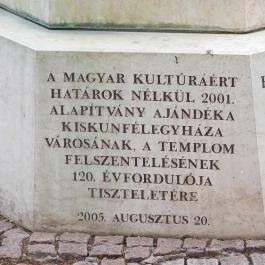 A MAGYAR KULTÚRÁÉRT
HATÁROK NÉLKÜL 2001.
ALAPÍTVÁNY AJÁNDÉKA
KISKUNFÉLEGYHÁZA
VÁROSÁNAK, A TEMPLOM
FELSZENTELÉSÉNEK
120. ÉVFORDULÓJA
TISZTELETÉRE
2005. AUGUSZTUS 20.